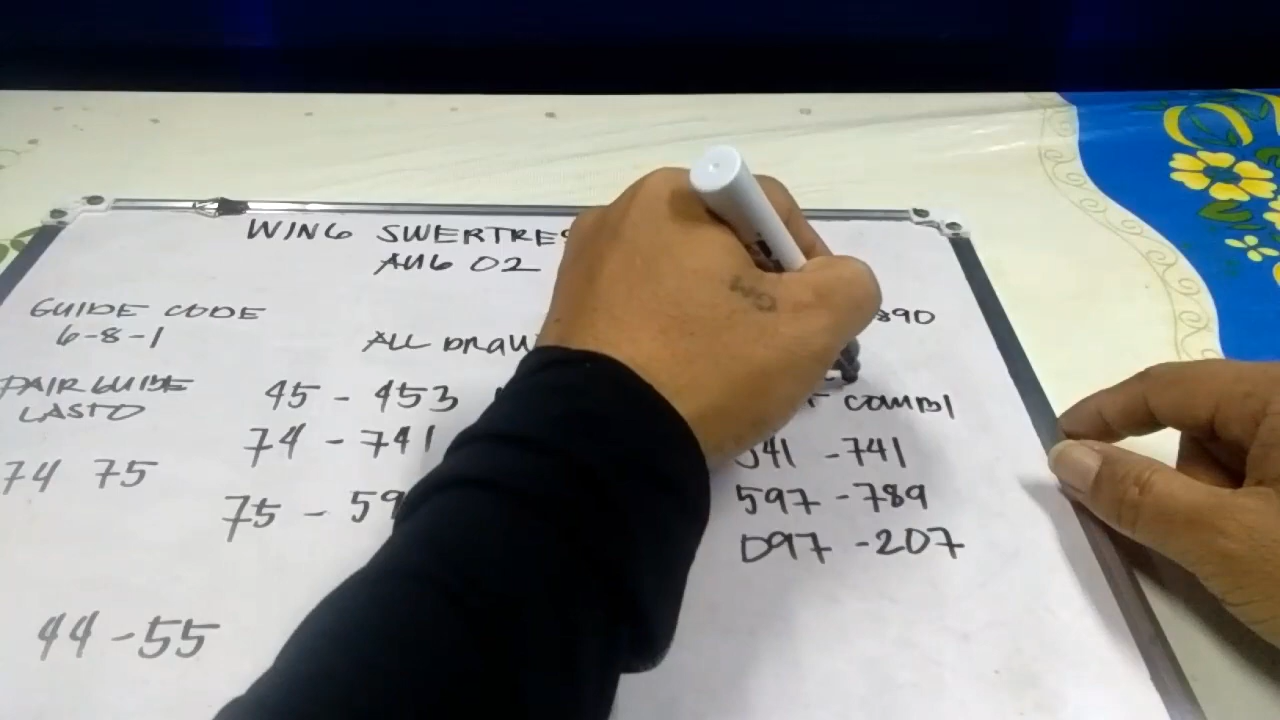 WING SWERTRES
AUG 02
GUIDE CODE
6-8-1
890
ALL DRAW
PAIR GUIDE
LASTO
74 75
45 - 453
74 - 741
75 - 59
COMBI
541 - 741
597 - 789
097 - 207
44 - 55